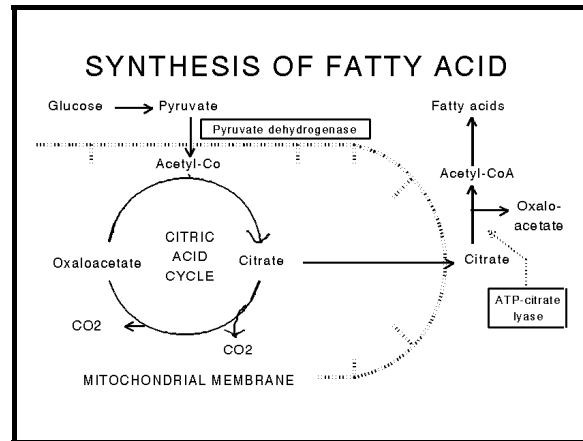 SYNTHESIS OF FATTY ACID
Glucose
Pyruvate
Fatty acids
Pyruvate dehydrogenase
Acetyl-Co
Acetyl-CoA
Oxalo-
acetate
CITRIC
ACID
CYCLE
Oxaloacetate
Citrate
Citrate
ATP-citrate
lyase
CO2
CO2
MITOCHONDRIAL MEMBRANE